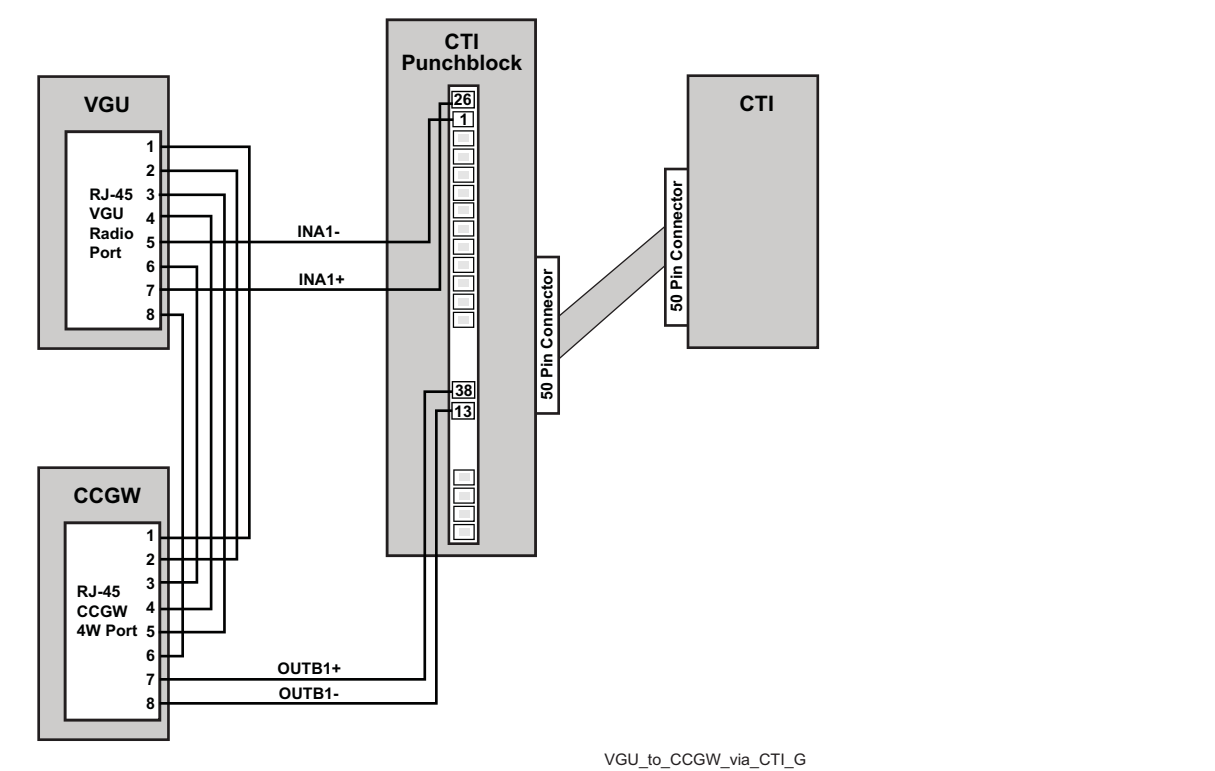 CTI
Punchblock
VGU
CTI
26
1
1
2
RJ-45
3
VGU
4
Radio
Port
5
6
7
8
INA1-
INA1+
50 Pin Connector
50 Pin Connector
38
13
CCGW
1
2
3
RJ-45
CCGW
4
4W Port
5
6
7
8
OUTB1+
OUTB1-
VGU_to_CCGW_via_CTI_G